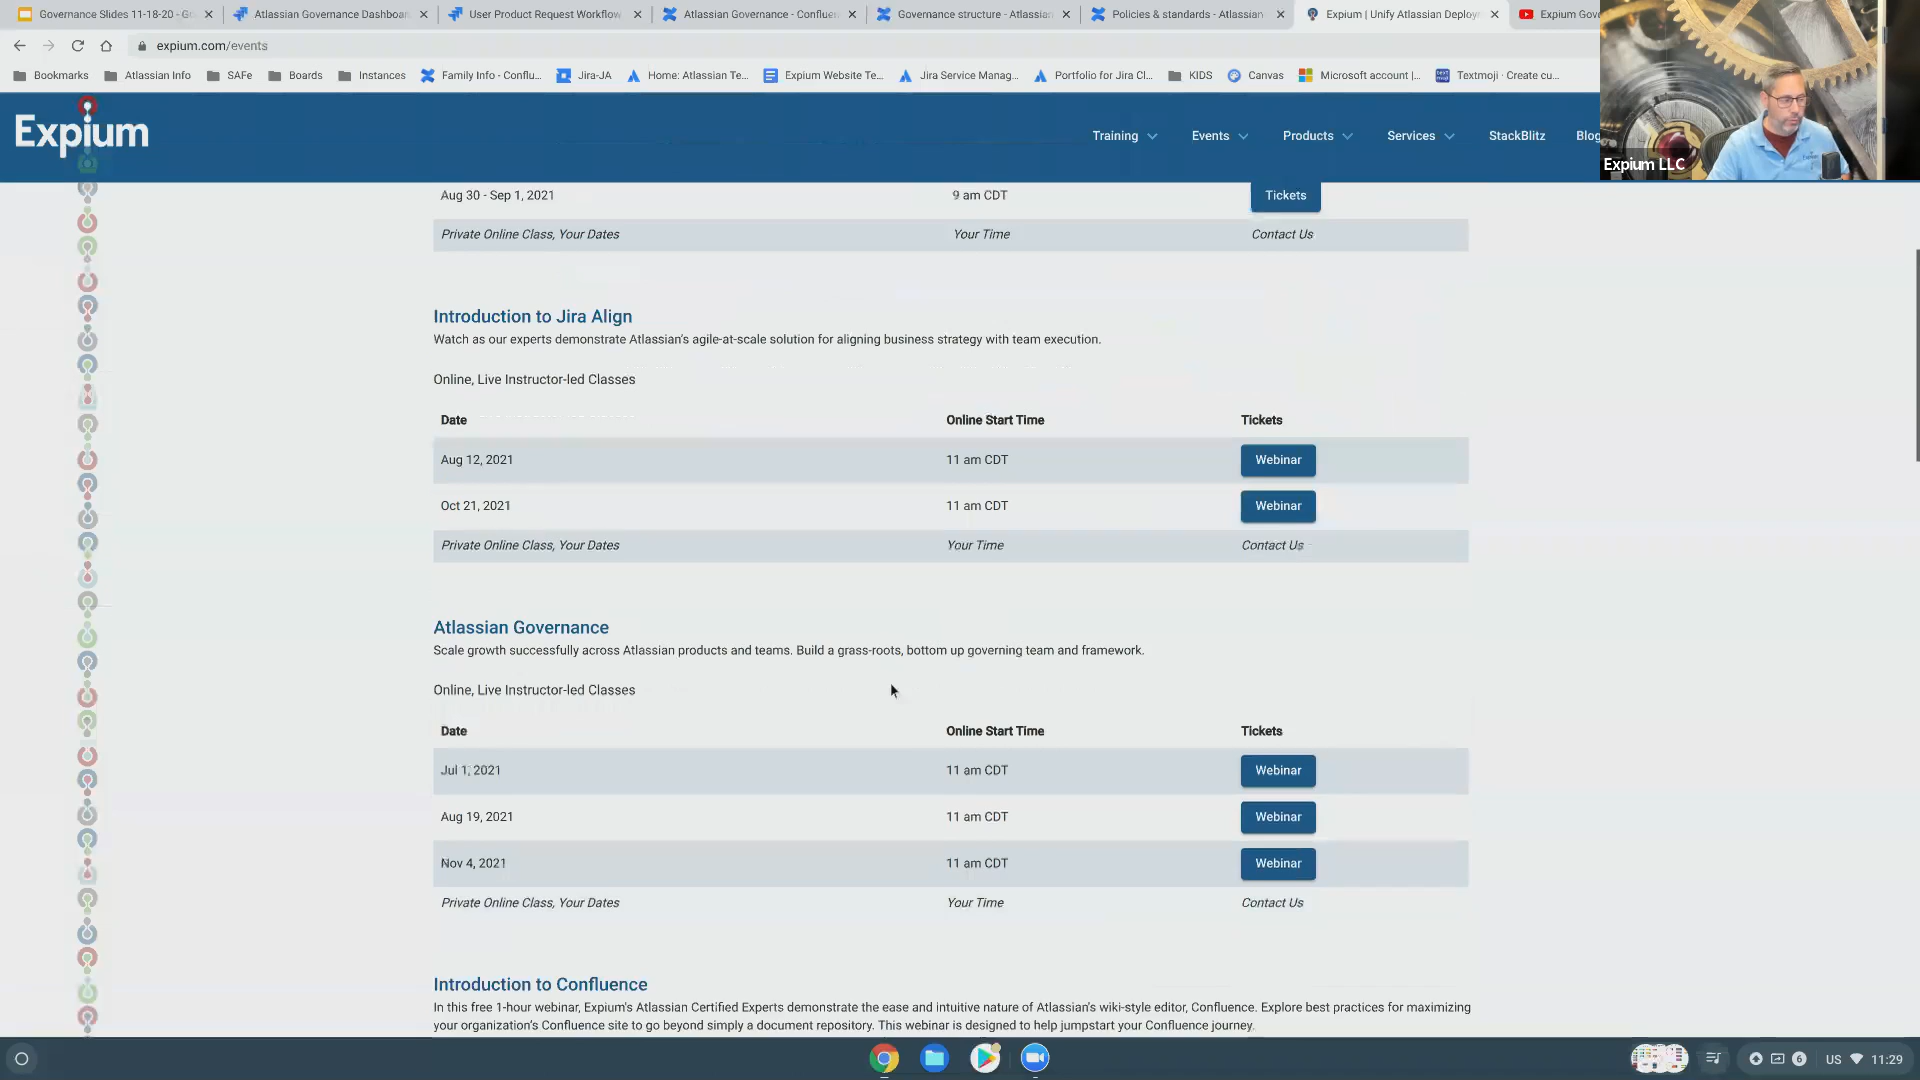 Governance Slides 11-18-20 - G
Atlassian Governance Dashboar
User Product Request Workflow
Atlassian Governance - Confluen
Governance structure - Atlassian
Policies & standards - Atlassian
Expium | Unify Atlassian Deploy
Expium Gov
expium.com/events
Bookmarks
Atlassian Info
SAFe
Boards
Instances
Family Info - Conflu...
Jira-JA
Home: Atlassian Te...
Expium Website Te...
Jira Service Manag...
Portfolio for Jira Cl...
KIDS
Canvas
Microsoft account |...
Textmoji · Create cu...
Expium
Training
Events
Products
Services
StackBlitz
Blog
Expium LLC
Aug 30 - Sep 1, 2021 9 am CDT Tickets
Private Online Class, Your Dates Your Time Contact Us
Introduction to Jira Align
Watch as our experts demonstrate Atlassian's agile-at-scale solution for aligning business strategy with team execution.
Online, Live Instructor-led Classes
Date Online Start Time Tickets
Aug 12, 2021 11 am CDT Webinar
Oct 21, 2021 11 am CDT Webinar
Private Online Class, Your Dates Your Time Contact Us
Atlassian Governance
Scale growth successfully across Atlassian products and teams. Build a grass-roots, bottom up governing team and framework.
Online, Live Instructor-led Classes
Date Online Start Time Tickets
Jul 1, 2021 11 am CDT Webinar
Aug 19, 2021 11 am CDT Webinar
Nov 4, 2021 11 am CDT Webinar
Private Online Class, Your Dates Your Time Contact Us
Introduction to Confluence
In this free 1-hour webinar, Expium's Atlassian Certified Experts demonstrate the ease and intuitive nature of Atlassian's wiki-style editor, Confluence. Explore best practices for maximizing
your organization's Confluence site to go beyond simply a document repository. This webinar is designed to help jumpstart your Confluence journey.
6 US 11:29